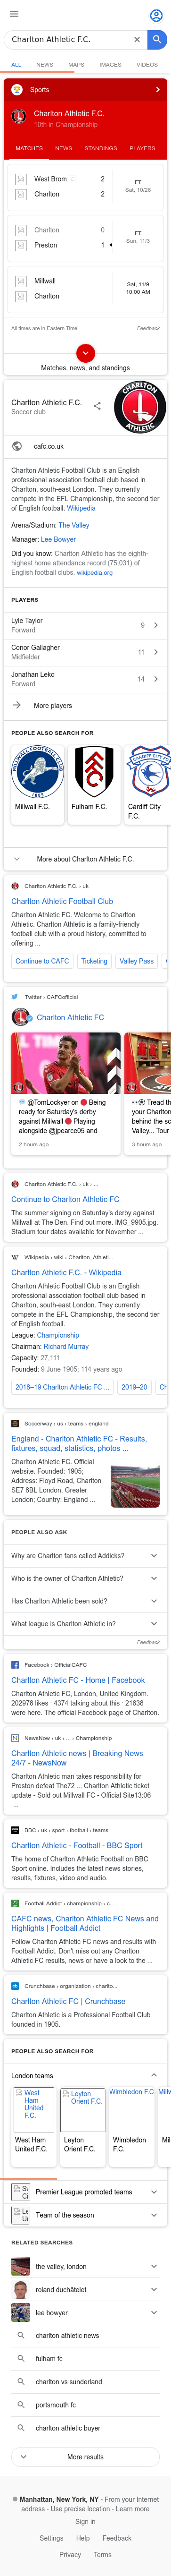 Charlton Athletic F.C.
ALL NEWS MAPS IMAGES VIDEOS
Sports
Charlton Athletic F.C.
10th in Championship
MATCHES NEWS STANDINGS PLAYERS
West Brom 2
Charlton 2
FT
Sat, 10/26
Charlton 0
Preston 1
FT
Sun, 11/3
Millwall
Charlton
Sat, 11/9
10:00 AM
All times are in Eastern Time
Feedback
Matches, news, and standings
Charlton Athletic F.C.
Soccer club
cafc.co.uk
Charlton Athletic Football Club is an English
professional association football club based in
Charlton, south-east London. They currently
compete in the EFL Championship, the second tier
of English football. Wikipedia
Arena/Stadium: The Valley
Manager: Lee Bowyer
Did you know: Charlton Athletic has the eighth-
highest home attendance record (75,031) of
English football clubs. wikipedia.org
PLAYERS
Lyle Taylor 9
Forward
Conor Gallagher 11
Midfielder
Jonathan Leko 14
Forward
More players
PEOPLE ALSO SEARCH FOR
Millwall F.C.
Fulham F.C.
Cardiff City
F.C.
More about Charlton Athletic F.C.
Charlton Athletic F.C. › uk
Charlton Athletic Football Club
Charlton Athletic FC. Welcome to Charlton
Athletic. Charlton Athletic is a family-friendly
football club with a proud history, committed to
offering ...
Continue to CAFC Ticketing Valley Pass
Twitter › CAFCofficial
Charlton Athletic FC
@TomLockyer on Being
ready for Saturday's derby
against Millwall Playing
alongside @jpearce05 and
2 hours ago
Tread th
your Charlton
behind the sc
Valley... Tour
3 hours ago
Charlton Athletic F.C. › uk › ...
Continue to Charlton Athletic FC
The summer signing on Saturday's derby against
Millwall at The Den. Find out more. IMG_9905.jpg.
Stadium tour dates available for November ...
Wikipedia › wiki › Charlton_Athleti...
Charlton Athletic F.C. - Wikipedia
Charlton Athletic Football Club is an English
professional association football club based in
Charlton, south-east London. They currently
compete in the EFL Championship, the second tier
of English football.
League: Championship
Chairman: Richard Murray
Capacity: 27,111
Founded: 9 June 1905; 114 years ago
2018–19 Charlton Athletic FC ... 2019–20 Ch
Soccerway › us › teams › england
England - Charlton Athletic FC - Results,
fixtures, squad, statistics, photos ...
Charlton Athletic FC. Official
website. Founded: 1905;
Address: Floyd Road, Charlton
SE7 8BL London, Greater
London; Country: England ...
PEOPLE ALSO ASK
Why are Charlton fans called Addicks?
Who is the owner of Charlton Athletic?
Has Charlton Athletic been sold?
What league is Charlton Athletic in?
Feedback
Facebook › OfficialCAFC
Charlton Athletic FC - Home | Facebook
Charlton Athletic FC, London, United Kingdom.
202978 likes · 4374 talking about this · 21638
were here. The official Facebook page of Charlton.
NewsNow › uk › ... › Championship
Charlton Athletic news | Breaking News
24/7 - NewsNow
Charlton Athletic man takes responsibility for
Preston defeat The72 ... Charlton Athletic ticket
update - Sold out Millwall FC - Official Site13:06
...
BBC › uk › sport › football › teams
Charlton Athletic - Football - BBC Sport
The home of Charlton Athletic Football on BBC
Sport online. Includes the latest news stories,
results, fixtures, video and audio.
Football Addict › championship › c...
CAFC news, Charlton Athletic FC News and
Highlights | Football Addict
Follow Charlton Athletic FC news and results with
Football Addict. Don't miss out any Charlton
Athletic FC results, news or have a look to the ...
Crunchbase › organization › charlto...
Charlton Athletic FC | Crunchbase
Charlton Athletic is a Professional Football Club
founded in 1905.
PEOPLE ALSO SEARCH FOR
London teams
West
Ham
United
F.C.
Leyton
Orient F.C.
Wimbledon F.C.
Millw
West Ham
United F.C.
Leyton
Orient F.C.
Wimbledon
F.C.
Mil
Premier League promoted teams
Team of the season
RELATED SEARCHES
the valley, london
roland duchâtelet
lee bowyer
charlton athletic news
fulham fc
charlton vs sunderland
portsmouth fc
charlton athletic buyer
More results
Manhattan, New York, NY - From your Internet
address - Use precise location - Learn more
Sign in
Settings Help Feedback
Privacy Terms